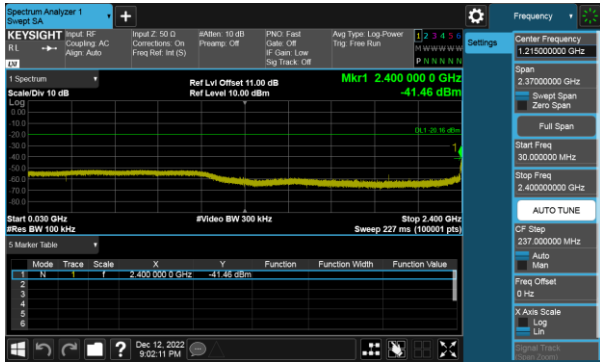 Spectrum Analyzer 1
Swept SA
+
Frequency
KEYSIGHT
RL
Input: RF
Coupling: AC
Align: Auto
Input Z: 50 Ω
Corrections: On
Freq Ref: Int (S)
#Atten: 10 dB
Preamp: Off
PNO: Fast
Gate: Off
IF Gain: Low
Sig Track: Off
Avg Type: Log-Power
Trig: Free Run
1 2 3 4 5 6
M W W W W W
P N N N N N
LXI
1 Spectrum
Scale/Div 10 dB
Ref Lvl Offset 11.00 dB
Ref Level 10.00 dBm
Mkr1 2.400 000 0 GHz
-41.46 dBm
Log
0.00
-10.0
-20.0
-30.0
-40.0
-50.0
-60.0
-70.0
-80.0
DL1 -20.16 dBm
1
Start 0.030 GHz
#Res BW 100 kHz
#Video BW 300 kHz
Stop 2.400 GHz
Sweep 227 ms (100001 pts)
5 Marker Table
Mode Trace Scale X Y Function Function Width Function Value
1 N 1 f 2.400 000 0 GHz -41.46 dBm
2
3
4
5
6
Dec 12, 2022
9:02:11 PM
Settings
Center Frequency
1.215000000 GHz
Span
2.37000000 GHz
Swept Span
Zero Span
Full Span
Start Freq
30.000000 MHz
Stop Freq
2.400000000 GHz
AUTO TUNE
CF Step
237.000000 MHz
Auto
Man
Freq Offset
0 Hz
X Axis Scale
Log
Lin
Signal Track
(Span Zoom)